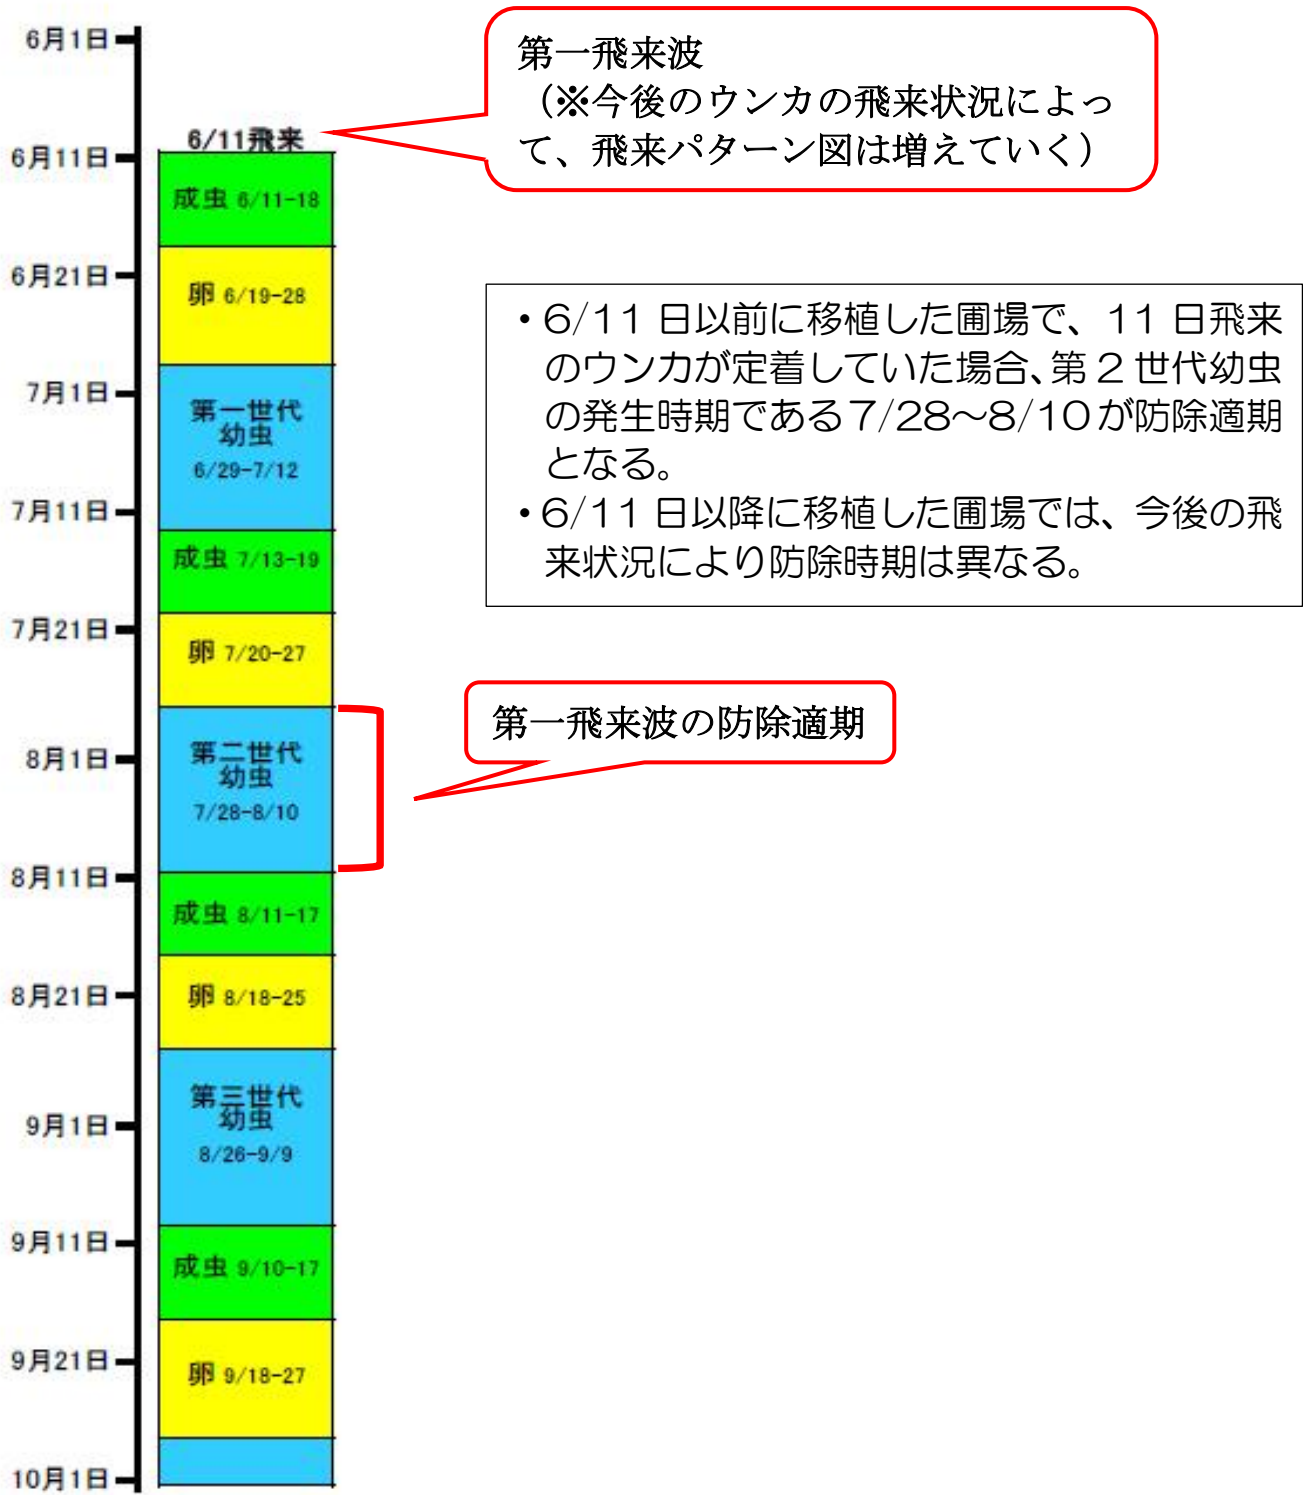 6月1日
第一飛来波
(※今後のウンカの飛来状況によっ
て、飛来パターン図は増えていく)
6/11飛来
6月11日
成虫 6/11-18
6月21日
卵 6/19-28
・6/11 日以前に移植した圃場で、11 日飛来
のウンカが定着していた場合、第 2 世代幼虫
の発生時期である 7/28～8/10 が防除適期
となる。
・6/11 日以降に移植した圃場では、今後の飛
来状況により防除時期は異なる。
7月1日
第一世代
幼虫
6/29-7/12
7月11日
成虫 7/13-19
7月21日
卵 7/20-27
第一飛来波の防除適期
8月1日
第二世代
幼虫
7/28-8/10
8月11日
成虫 8/11-17
8月21日
卵 8/18-25
第三世代
幼虫
8/26-9/9
9月1日
9月11日
成虫 9/10-17
9月21日
卵 9/18-27
10月1日